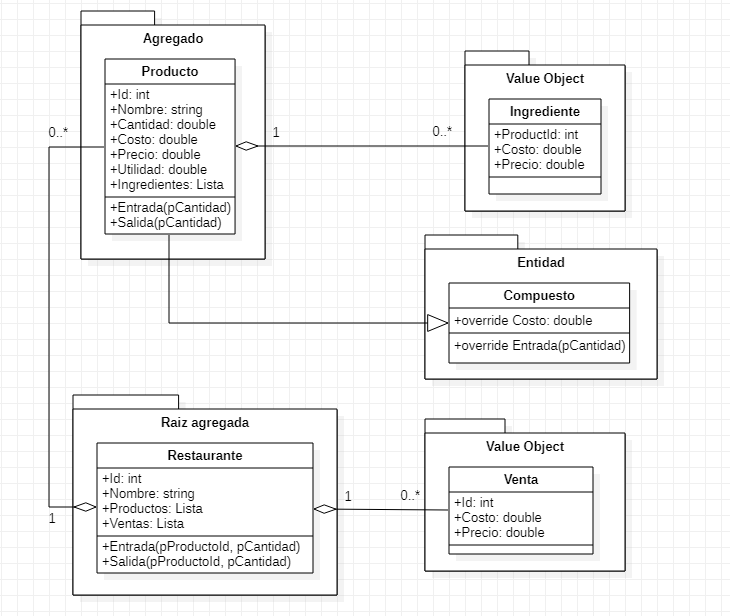 Agregado
Producto
+Id: int
+Nombre: string
+Cantidad: double
+Costo: double
+Precio: double
+Utilidad: double
+Ingredientes: Lista
+Entrada(pCantidad)
+Salida(pCantidad)
0..*
1
0..*
Value Object
Ingrediente
+ProductId: int
+Costo: double
+Precio: double
Entidad
Compuesto
+override Costo: double
+override Entrada(pCantidad)
Raiz agregada
Restaurante
+Id: int
+Nombre: string
+Productos: Lista
+Ventas: Lista
+Entrada(pProductoId, pCantidad)
+Salida(pProductoId, pCantidad)
1
1
0..*
Value Object
Venta
+Id: int
+Costo: double
+Precio: double